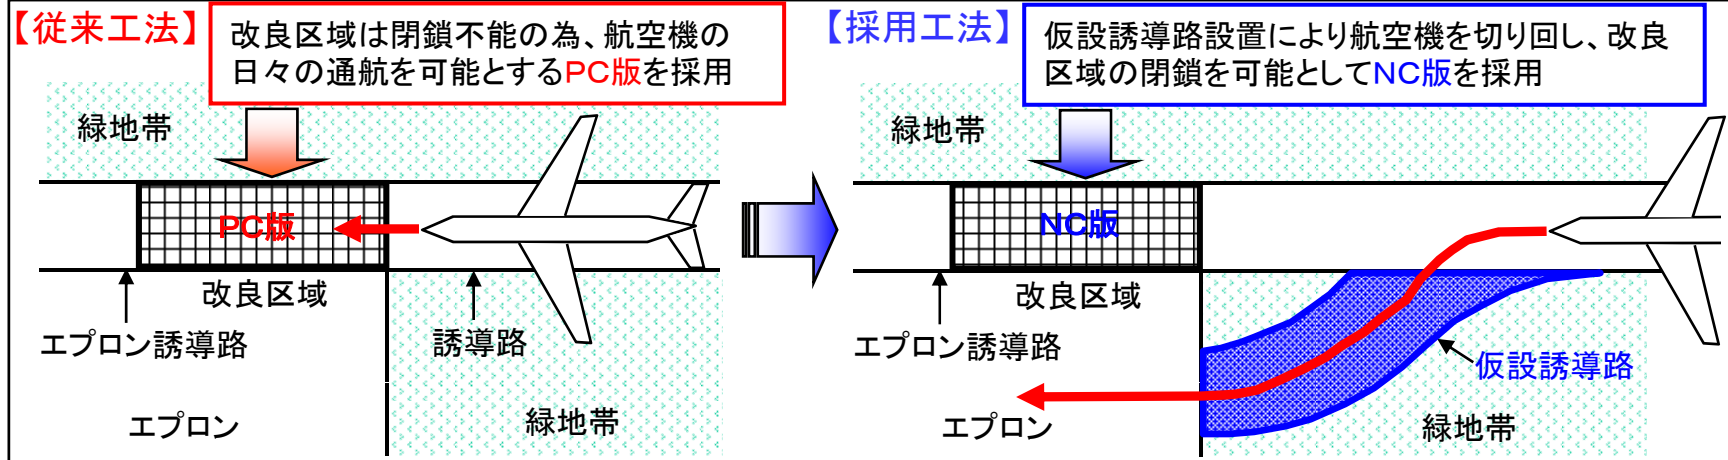 【従来工法】
改良区域は閉鎖不能の為、航空機の
日々の通航を可能とするPC版を採用
緑地帯
PC版
改良区域
エプロン誘導路
誘導路
エプロン
緑地帯
【採用工法】
仮設誘導路設置により航空機を切り回し、改良
区域の閉鎖を可能としてNC版を採用
緑地帯
NC版
改良区域
エプロン誘導路
仮設誘導路
エプロン
緑地帯